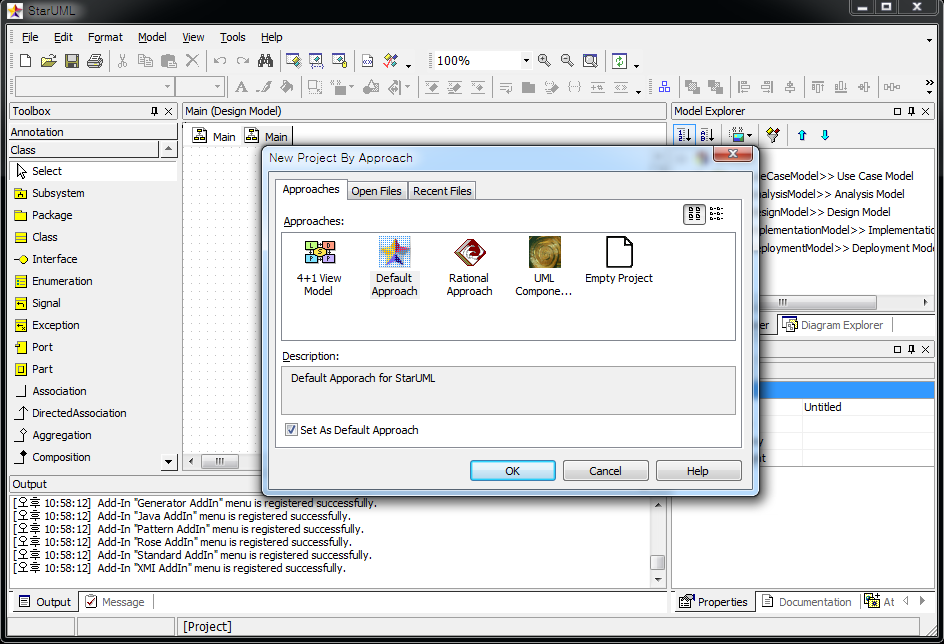 StarUML
File Edit Format Model View Tools Help
100%
Toolbox
Main (Design Model)
Model Explorer
Annotation
Class
Main
Main
Select
Subsystem
Package
Class
Interface
Enumeration
Signal
Exception
Port
Part
Association
DirectedAssociation
Aggregation
Composition
New Project By Approach
Approaches
Open Files
Recent Files
Approaches:
4+1 View
Model
Default
Approach
Rational
Approach
UML
Compone...
Empty Project
Description:
Default Apporach for StarUML
Set As Default Approach
OK
Cancel
Help
eCaseModel>> Use Case Model
alysisModel>> Analysis Model
signModel>> Design Model
plementationModel>> Implementatio
ploymentModel>> Deployment Mode
er
Diagram Explorer
Untitled
y
t
Output
[오후 10:58:12] Add-In "Generator AddIn" menu is registered successfully.
[오후 10:58:12] Add-In "Java AddIn" menu is registered successfully.
[오후 10:58:12] Add-In "Pattern AddIn" menu is registered successfully.
[오후 10:58:12] Add-In "Rose AddIn" menu is registered successfully.
[오후 10:58:12] Add-In "Standard AddIn" menu is registered successfully.
[오후 10:58:12] Add-In "XMI AddIn" menu is registered successfully.
Output
Message
Properties
Documentation
At
[Project]